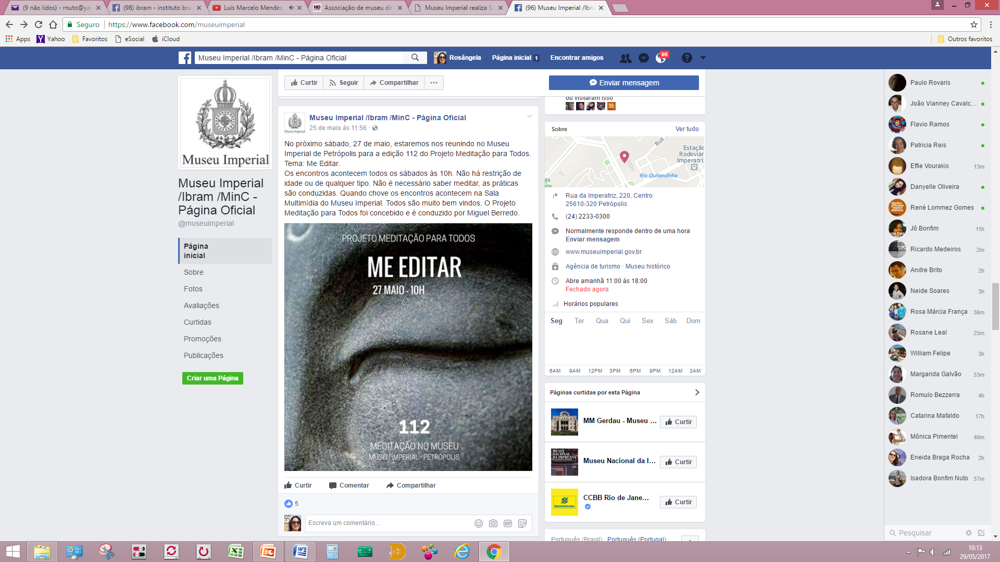 (9 não lidos) - rnuto@ya
(98) ibram - instituto bra
Luís Marcelo Mendes
Associação de museu de
Museu Imperial realiza S
(96) Museu Imperial /Ibra
Seguro
https://www.facebook.com/museuimperial
Apps
Yahoo
Favoritos
eSocial
iCloud
Outros favoritos
Museu Imperial /Ibram /MinC - Página Oficial
Rosângela
Página inicial 1
Encontrar amigos
96
Museu Imperial
Museu Imperial
/Ibram /MinC -
Página Oficial
@museuimperial
Página
inicial
Sobre
Fotos
Avaliações
Curtidas
Promoções
Publicações
Criar uma Página
Curtir
Seguir
Compartilhar
Enviar mensagem
Museu Imperial /Ibram /MinC - Página Oficial
25 de maio às 11:56 ·
No próximo sábado, 27 de maio, estaremos nos reunindo no Museu
Imperial de Petrópolis para a edição 112 do Projeto Meditação para Todos.
Tema: Me Editar.
Os encontros acontecem todos os sábados às 10h. Não há restrição de
idade ou de qualquer tipo. Não é necessário saber meditar, as práticas
são conduzidas. Quando chove os encontros acontecem na Sala
Multimídia do Museu Imperial. Todos são muito bem vindos. O Projeto
Meditação para Todos foi concebido e é conduzido por Miguel Berredo.
PROJETO MEDITAÇÃO PARA TODOS
ME EDITAR
27 MAIO - 10H
112
MEDITAÇÃO NO MUSEU
MUSEU IMPERIAL - PETRÓPOLIS
Curtir
Comentar
Compartilhar
5
Escreva um comentário...
GIF
ou visitaram isso
Sobre
Ver tudo
Rua
Estaçã
Rodoviár
Imperatriz
Rio Quitandinha
da
Rua da Imperatriz, 220, Centro
25610-320 Petrópolis
(24) 2233-0300
Normalmente responde dentro de uma hora
Enviar mensagem
www.museuimperial.gov.br
Agência de turismo · Museu histórico
Abre amanhã 11:00 às 18:00
Fechado agora
Horários populares
Seg Ter Qua Qui Sex Sáb Dom
6AM 9AM 12PM 3PM 6PM 9PM 12AM 3AM
Páginas curtidas por esta Página
MM Gerdau - Museu ...
Curtir
MUSEU
NACIONAL
DA IMPRENSA
Museu Nacional da I...
Curtir
CENTRO CULTURAL
CCBB Rio de Jane...
Curtir
Português (Brasil) · Português (Portugal) ·
Paulo Rovaris
João Vianney Cavalc...
Flavio Ramos
Patricia Reis
Effie Vourakis 13m
Danyelle Oliveira
René Lommez Gomes
Jô Bonfim 11h
Ricardo Medeiros 2m
Andre Brito 2h
Neide Soares 3h
Rosa Márcia França 36m
Rosane Leal 25m
William Felipe 3h
Margarida Galvão 33m
Romulo Bezzerra 4h
Catarina Mafaldo 17h
Mônica Pimentel 46m
Eneida Braga Rocha 2h
Isadora Bonfim Nuto 37m
Pesquisar
10:13
29/05/2017